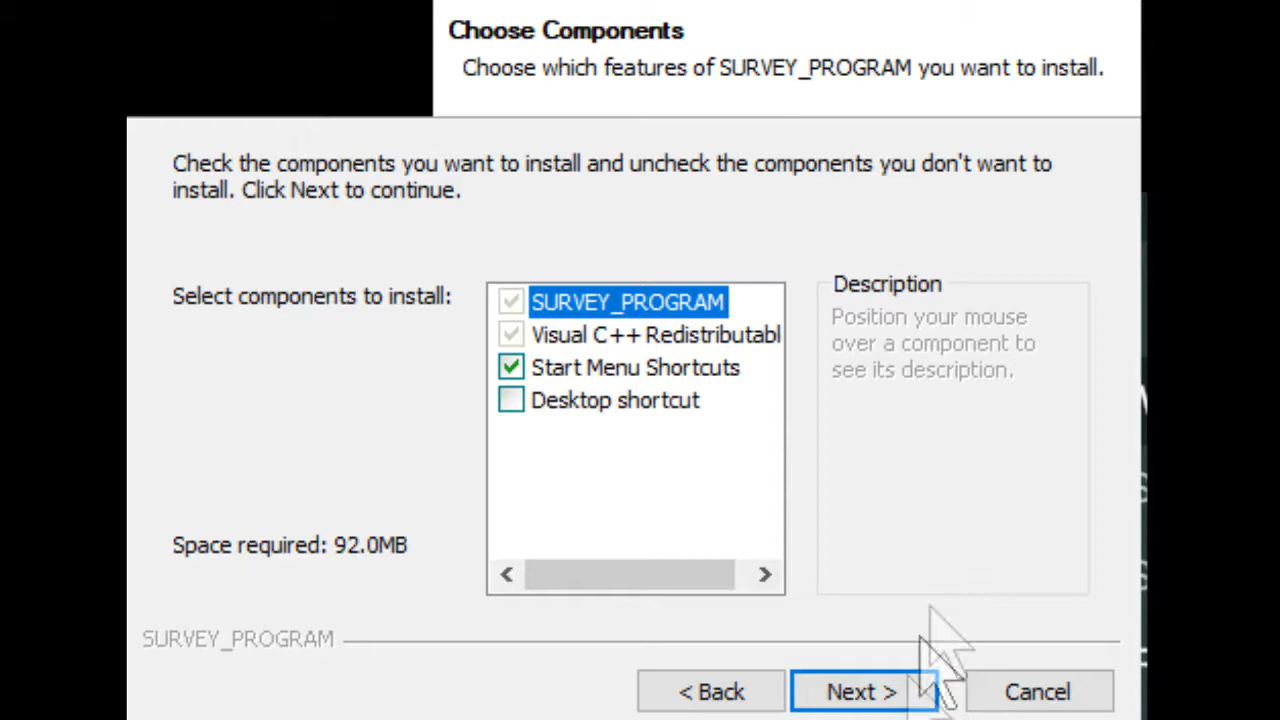 Choose Components
Choose which features of SURVEY_PROGRAM you want to install.
Check the components you want to install and uncheck the components you don't want to
install. Click Next to continue.
Select components to install:
SURVEY_PROGRAM
Visual C++ Redistributabl
Start Menu Shortcuts
Desktop shortcut
Description
Position your mouse
over a component to
see its description.
Space required: 92.0MB
SURVEY_PROGRAM
< Back
Next >
Cancel